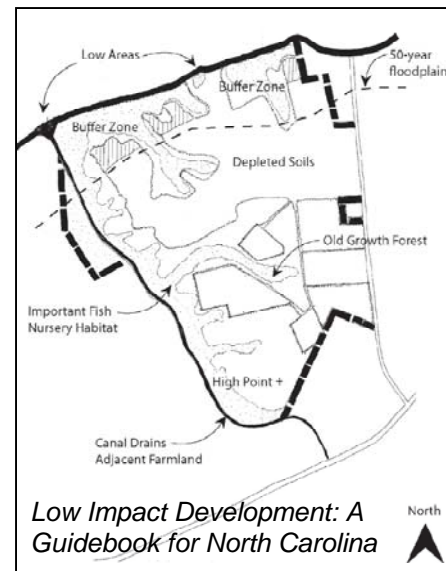 Low Areas
50-year
floodplain
Buffer Zone
Buffer Zone
Depleted Soils
Old Growth Forest
Important Fish
Nursery Habitat
High Point +
Canal Drains
Adjacent Farmland
North
Low Impact Development: A
Guidebook for North Carolina